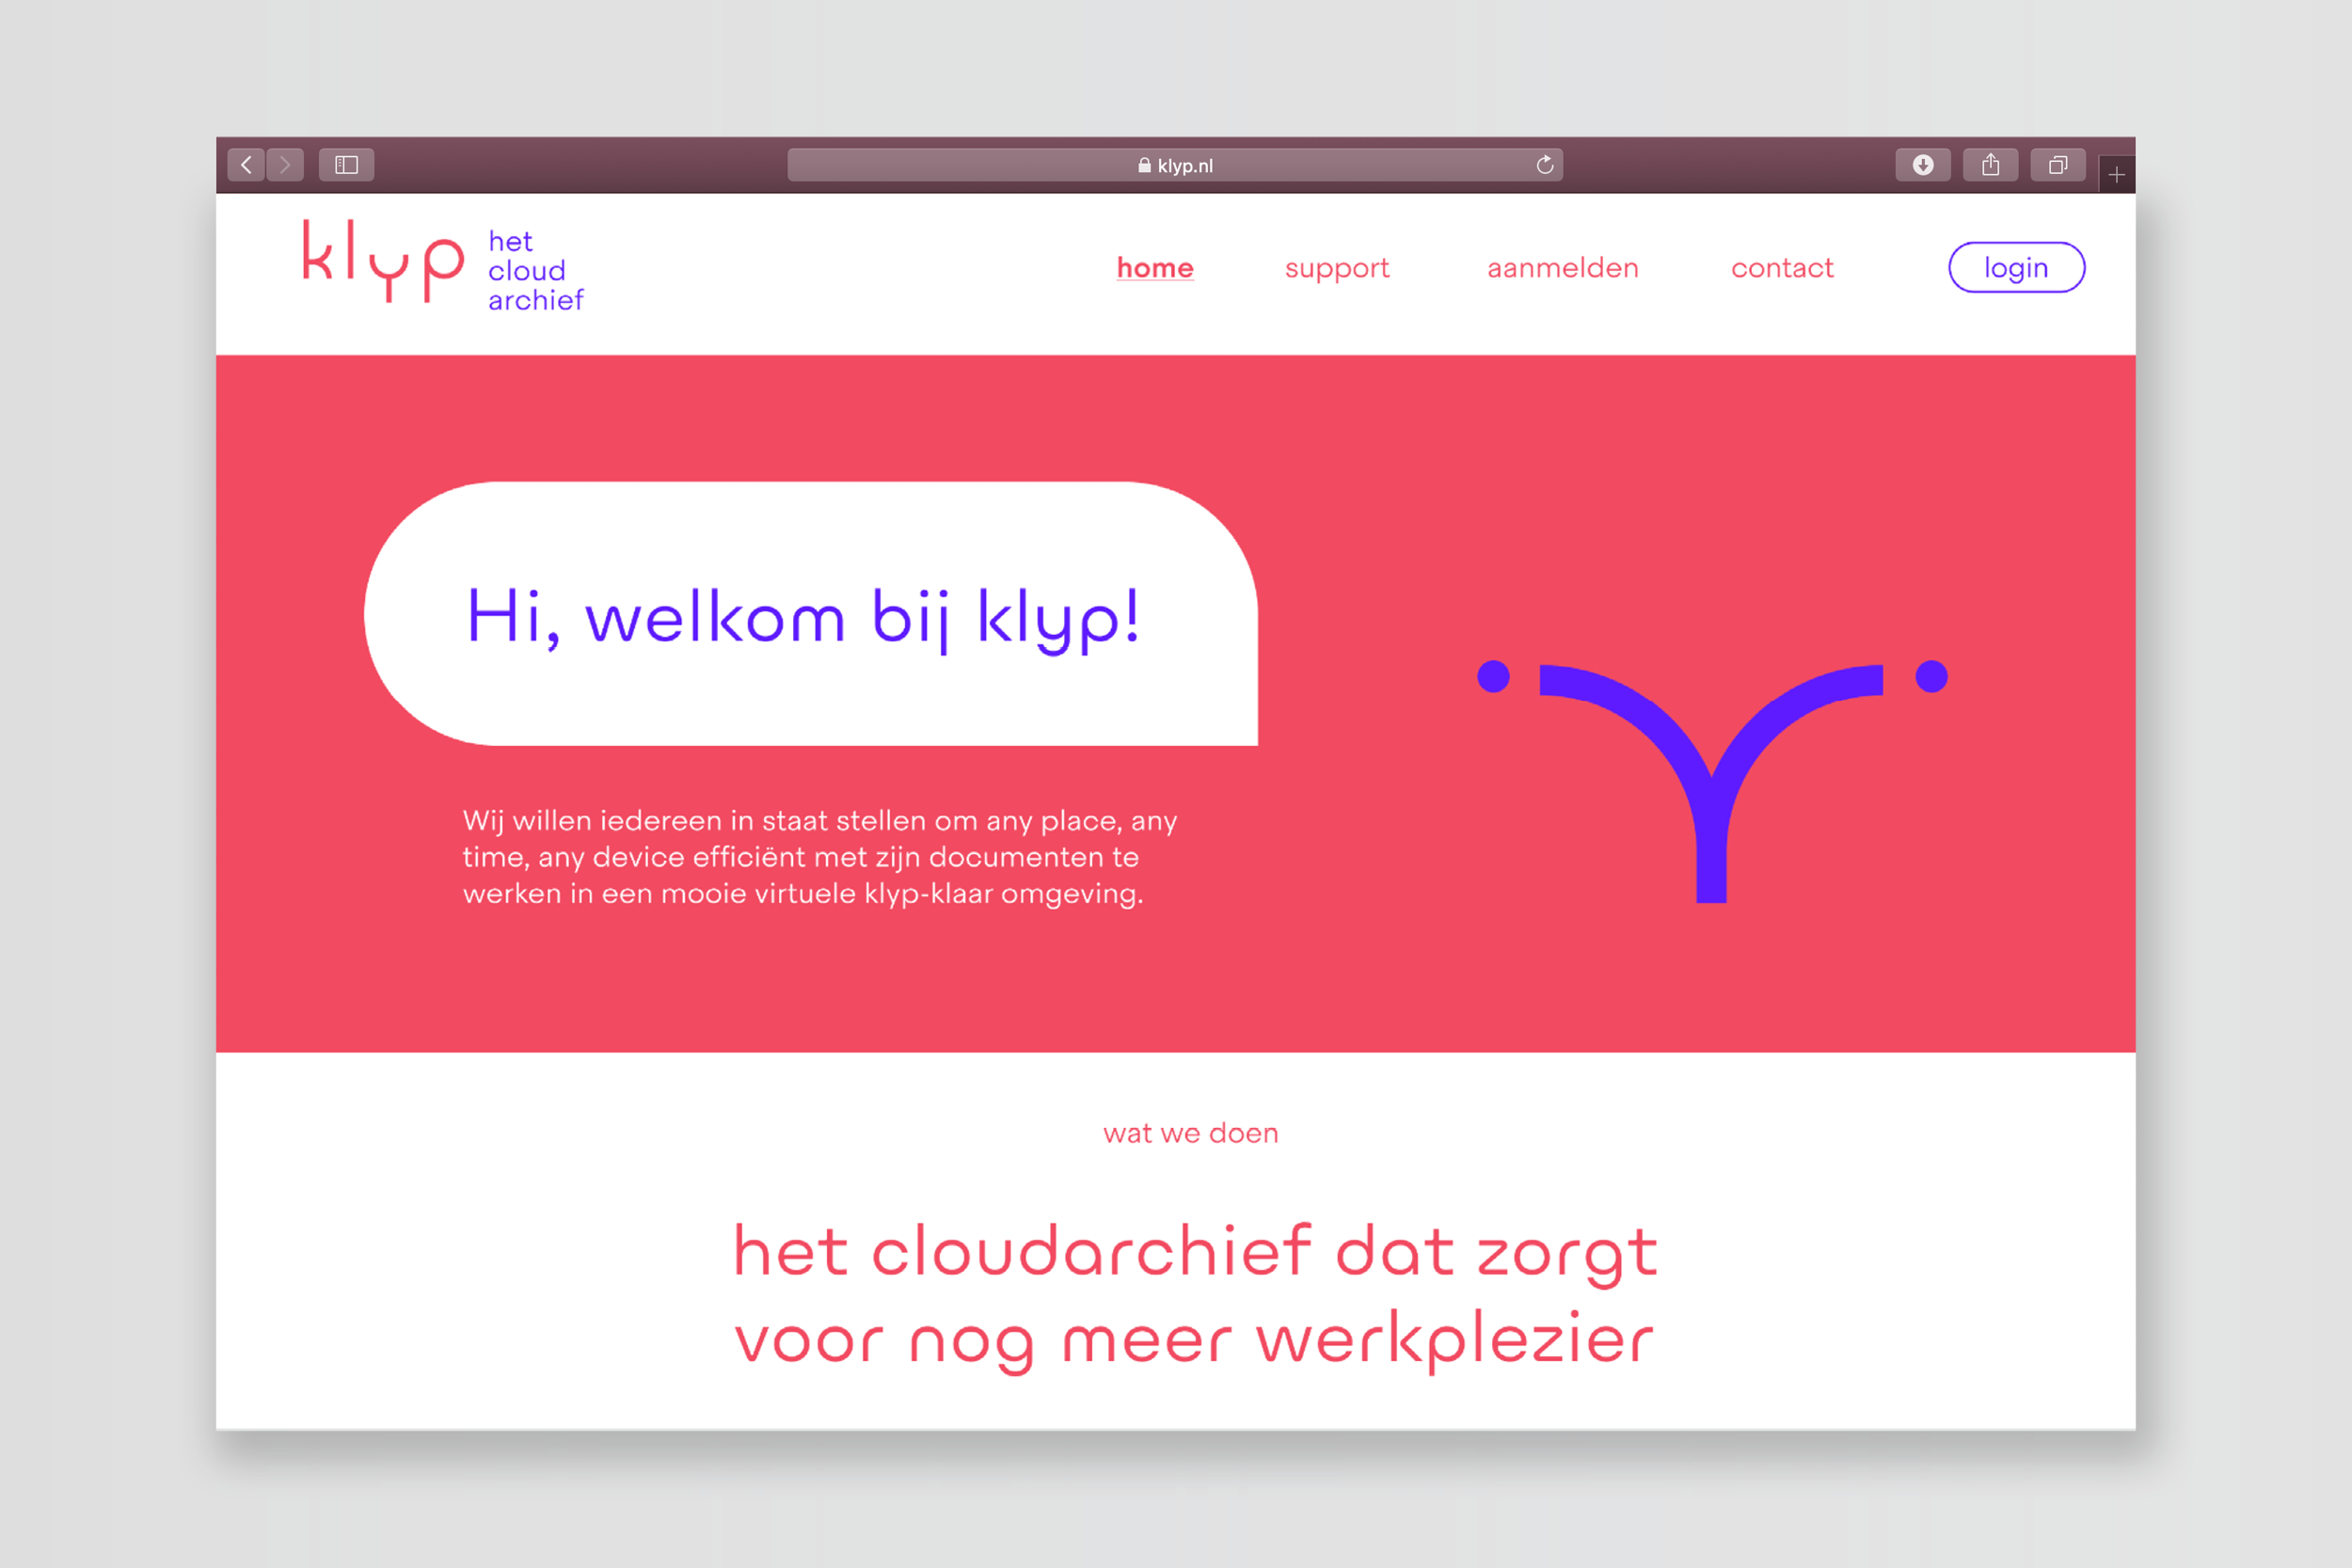 klyp.nl
klyp
het
cloud
archief
home
support
aanmelden
contact
login
Hi, welkom bij klyp!
Wij willen iedereen in staat stellen om any place, any
time, any device efficiënt met zijn documenten te
werken in een mooie virtuele klyp-klaar omgeving.
wat we doen
het cloudarchief dat zorgt
voor nog meer werkplezier